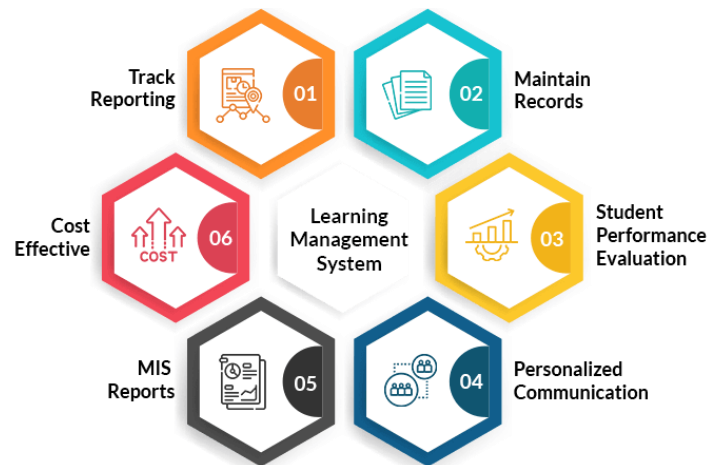 Track
Reporting
01
02
Maintain
Records
Cost
Effective
COST
06
Learning
Management
System
03
Student
Performance
Evaluation
MIS
Reports
05
04
Personalized
Communication